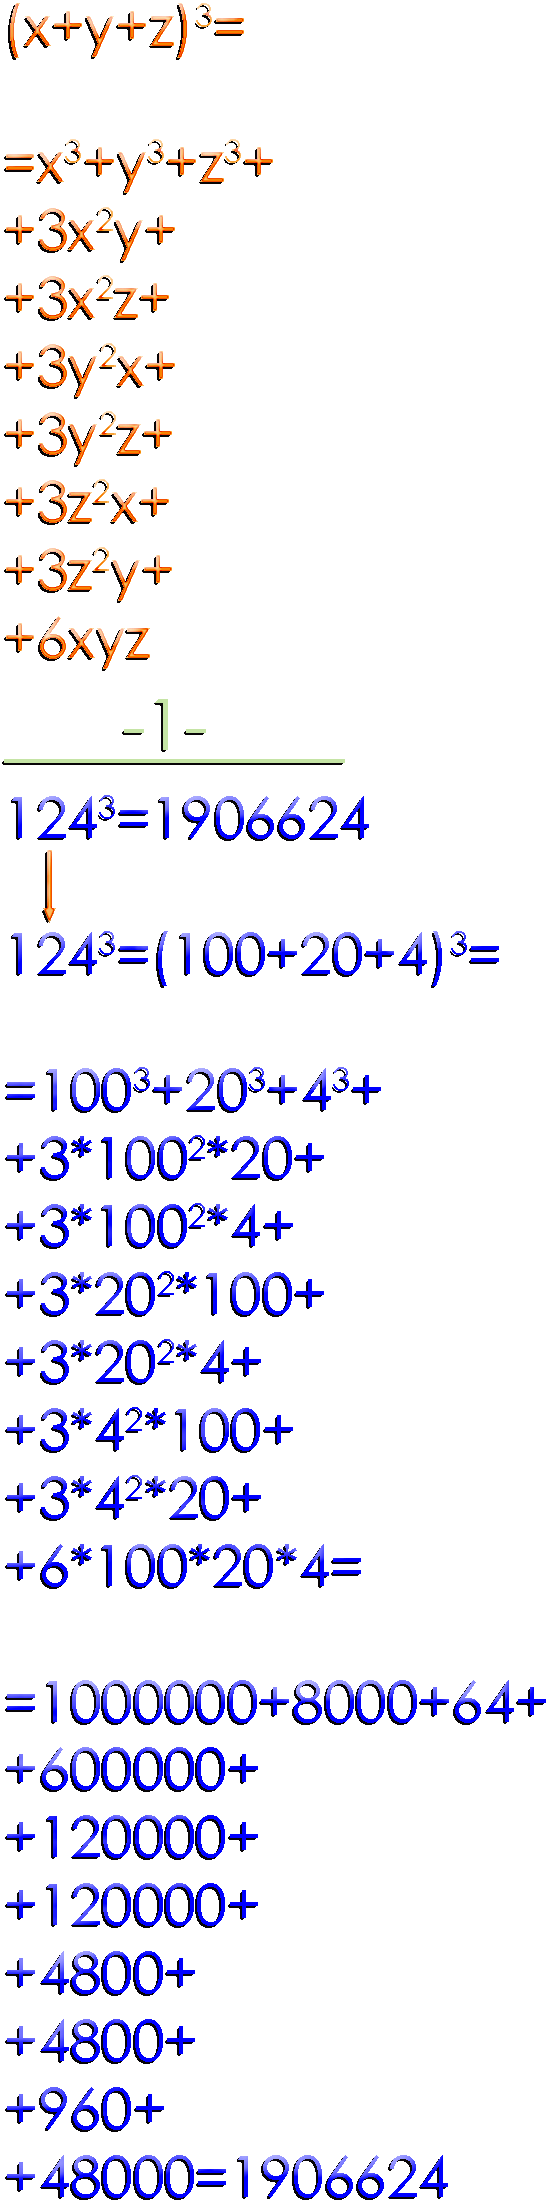 (x+y+z)³=
=x³+y³+z³+
+3x²y+
+3x²z+
+3y²x+
+3y²z+
+3z²x+
+3z²y+
+6xyz
-1-
124³=1906624
124³=(100+20+4)³=
=100³+20³+4³+
+3*100²*20+
+3*100²*4+
+3*20²*100+
+3*20²*4+
+3*4²*100+
+3*4²*20+
+6*100*20*4=
=1000000+8000+64+
+600000+
+120000+
+120000+
+4800+
+4800+
+960+
+48000=1906624